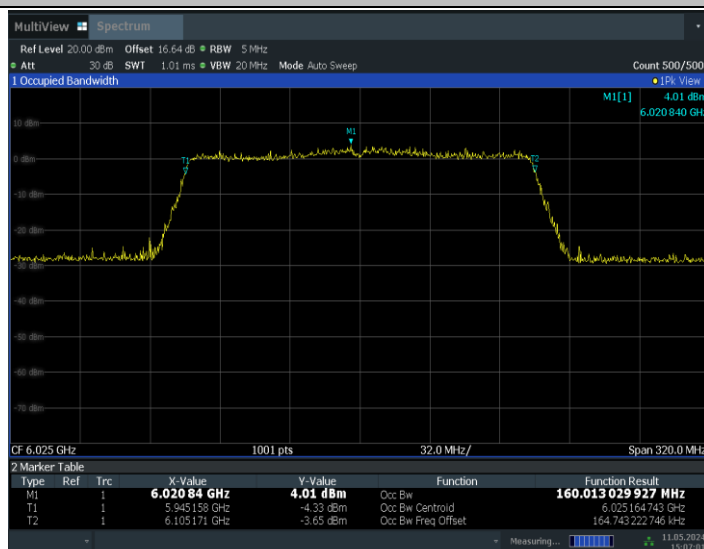 MultiView Spectrum
Ref Level 20.00 dBm Offset 16.64 dB RBW 5 MHz
Att 30 dB SWT 1.01 ms VBW 20 MHz Mode Auto Sweep Count 500/500
1 Occupied Bandwidth 1Pk View
M1[1] 4.01 dBm
6.020 840 GHz
10 dBm
M1
0 dBm
T1 T2
-10 dBm
-20 dBm
-30 dBm
-40 dBm
-50 dBm
-60 dBm
-70 dBm
CF 6.025 GHz 1001 pts 32.0 MHz/ Span 320.0 MHz
2 Marker Table
Type Ref Trc X-Value Y-Value Function Function Result
M1 1 6.020 84 GHz 4.01 dBm Occ Bw 160.013 029 927 MHz
T1 1 5.945 158 GHz -4.33 dBm Occ Bw Centroid 6.025 164 743 GHz
T2 1 6.105 171 GHz -3.65 dBm Occ Bw Freq Offset 164.743 222 746 kHz
Measuring... 11.05.2024